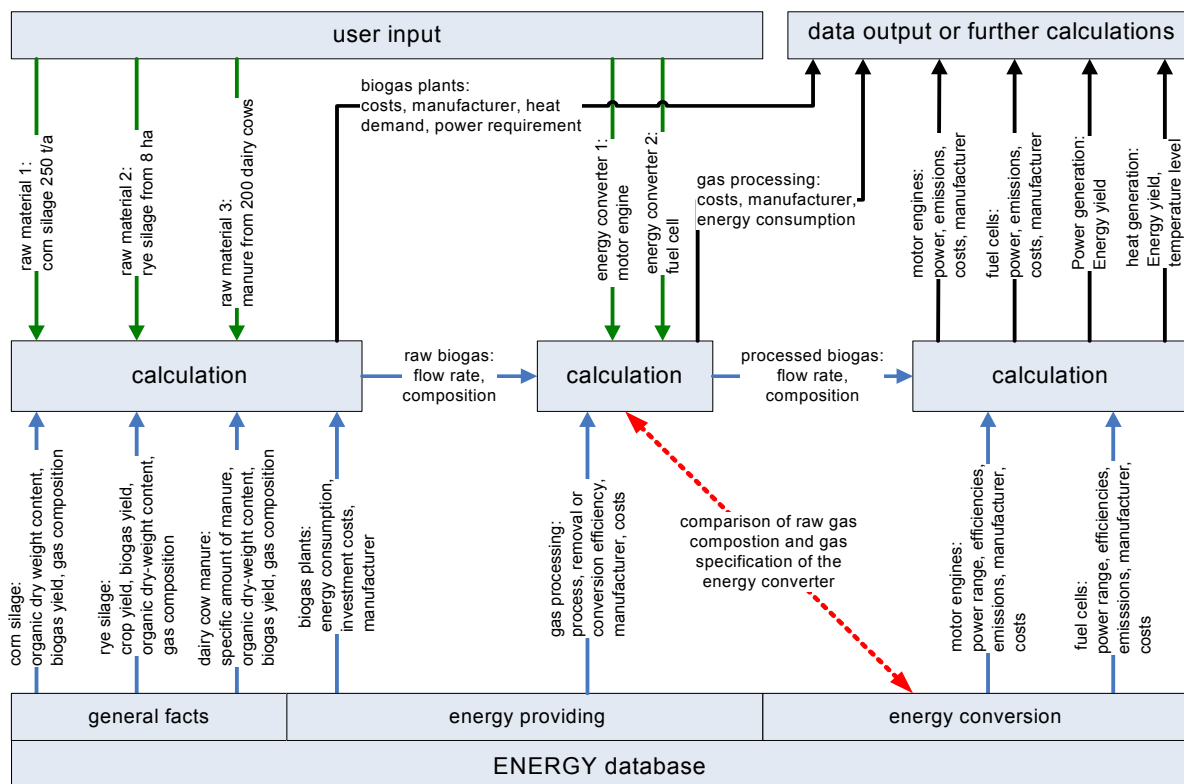 user input
data output or further calculations
biogas plants:
costs, manufacturer, heat
demand, power requirement
raw material 1:
corn silage 250 t/a
raw material 2:
rye silage from 8 ha
raw material 3:
manure from 200 dairy cows
energy converter 1:
motor engine
energy converter 2:
fuel cell
gas processing:
costs, manufacturer,
energy consumption
motor engines:
power, emissions,
costs, manufacturer
fuel cells:
power, emissions,
costs, manufacturer
Power generation:
Energy yield
heat generation:
Energy yield,
temperature level
calculation
raw biogas:
flow rate,
composition
calculation
processed biogas:
flow rate,
composition
calculation
corn silage:
organic dry weight content,
biogas yield, gas composition
rye silage:
crop yield, biogas yield,
organic dry-weight content,
gas composition
dairy cow manure:
specific amount of manure,
organic dry-weight content,
biogas yield, gas composition
biogas plants:
energy consumption,
investment costs,
manufacturer
gas processing:
process, removal or
conversion efficiency,
manufacturer, costs
comparison of raw gas
compostion and gas
specification of the
energy converter
motor engines:
power range, efficiencies,
emissions, manufacturer,
costs
fuel cells:
power range, efficiencies,
emissions, manufacturer,
costs
general facts
energy providing
energy conversion
ENERGY database